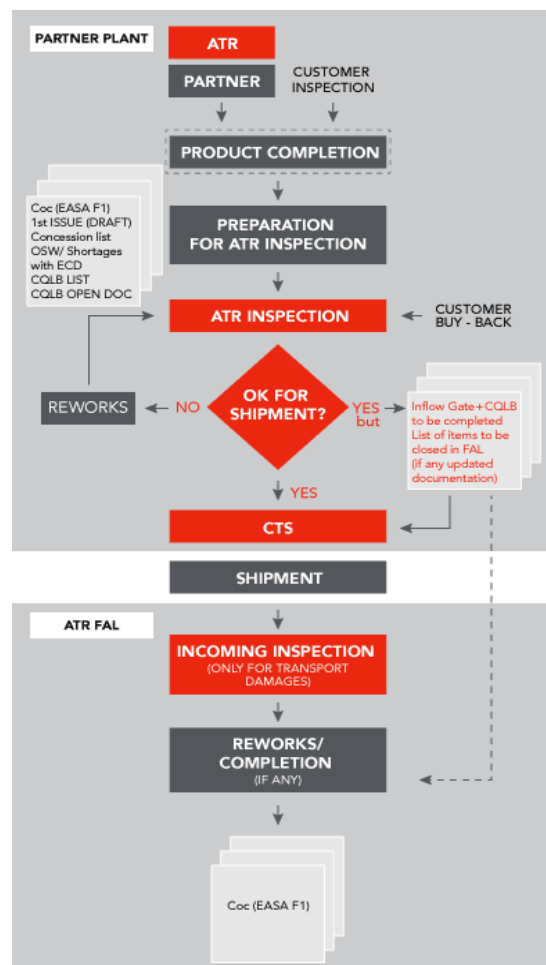 PARTNER PLANT
ATR
PARTNER
CUSTOMER
INSPECTION
PRODUCT COMPLETION
Coc (EASA F1)
1st ISSUE (DRAFT)
Concession list
OSW/ Shortages
with ECD
CQLB LIST
CQLB OPEN DOC
PREPARATION
FOR ATR INSPECTION
ATR INSPECTION
CUSTOMER
BUY - BACK
REWORKS
NO
OK FOR
SHIPMENT?
YES
but
Inflow Gate+CQLB
to be completed
List of items to be
closed in FAL
(if any updated
documentation)
YES
CTS
SHIPMENT
ATR FAL
INCOMING INSPECTION
(ONLY FOR TRANSPORT
DAMAGES)
REWORKS/
COMPLETION
(IF ANY)
Coc (EASA F1)